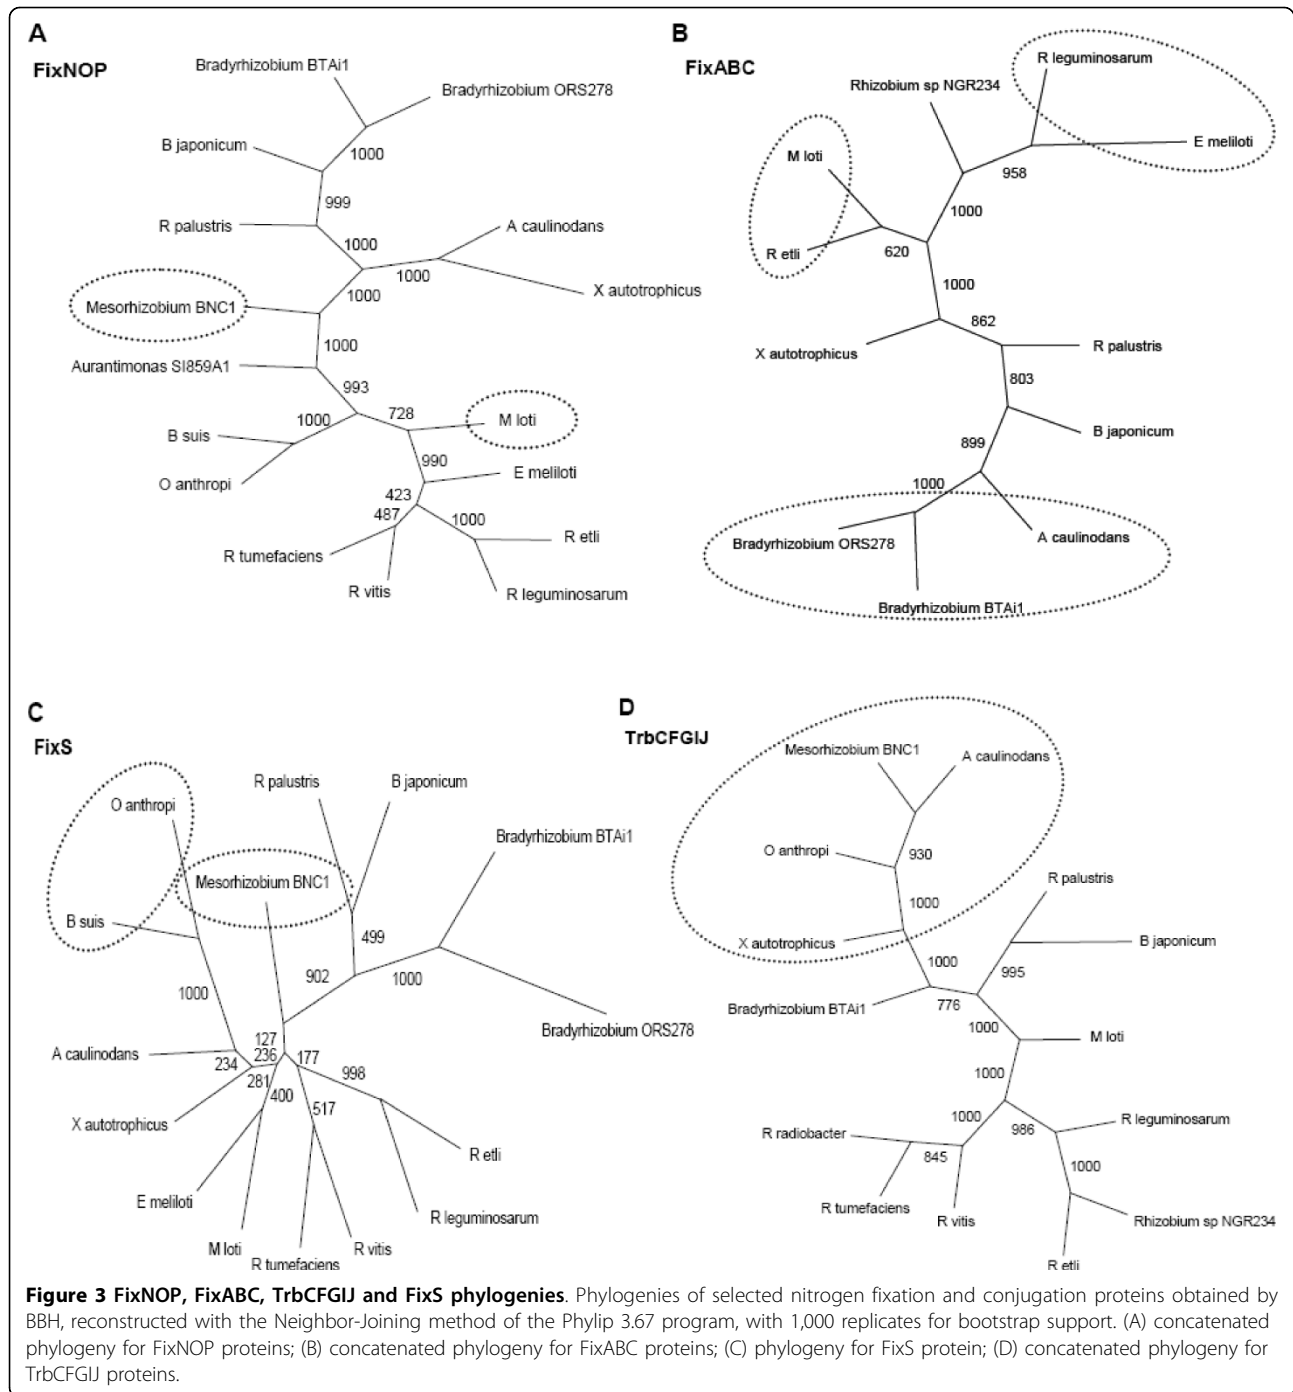 A
FixNOP
Bradyrhizobium BTAi1
Bradyrhizobium ORS278
B japonicum
1000
999
R palustris
1000
A caulinodans
1000
X autotrophicus
1000
Mesorhizobium BNC1
1000
Aurantimonas SI859A1
993
1000
728
M loti
B suis
990
E meliloti
O anthropi
423
487
1000
R etli
R tumefaciens
R vitis
R leguminosarum
B
FixABC
R leguminosarum
Rhizobium sp NGR234
E meliloti
M loti
958
1000
R etli
620
1000
862
X autotrophicus
R palustris
803
B japonicum
899
1000
Bradyrhizobium ORS278
A caulinodans
Bradyrhizobium BTAi1
C
FixS
R palustris
B japonicum
O anthropi
Bradyrhizobium BTAi1
Mesorhizobium BNC1
B suis
499
902
1000
1000
Bradyrhizobium ORS278
127
A caulinodans
236
177
234
998
281
400
517
X autotrophicus
R etli
E meliloti
R leguminosarum
M loti
R vitis
R tumefaciens
D
TrbCFGIJ
Mesorhizobium BNC1
A caulinodans
O anthropi
930
R palustris
1000
X autotrophicus
B japonicum
1000
995
Bradyrhizobium BTAi1
776
1000
M loti
1000
1000
R leguminosarum
R radiobacter
986
845
1000
R tumefaciens
R vitis
Rhizobium sp NGR234
R etli
Figure 3 FixNOP, FixABC, TrbCFGIJ and FixS phylogenies. Phylogenies of selected nitrogen fixation and conjugation proteins obtained by
BBH, reconstructed with the Neighbor-Joining method of the Phylip 3.67 program, with 1,000 replicates for bootstrap support. (A) concatenated
phylogeny for FixNOP proteins; (B) concatenated phylogeny for FixABC proteins; (C) phylogeny for FixS protein; (D) concatenated phylogeny for
TrbCFGIJ proteins.